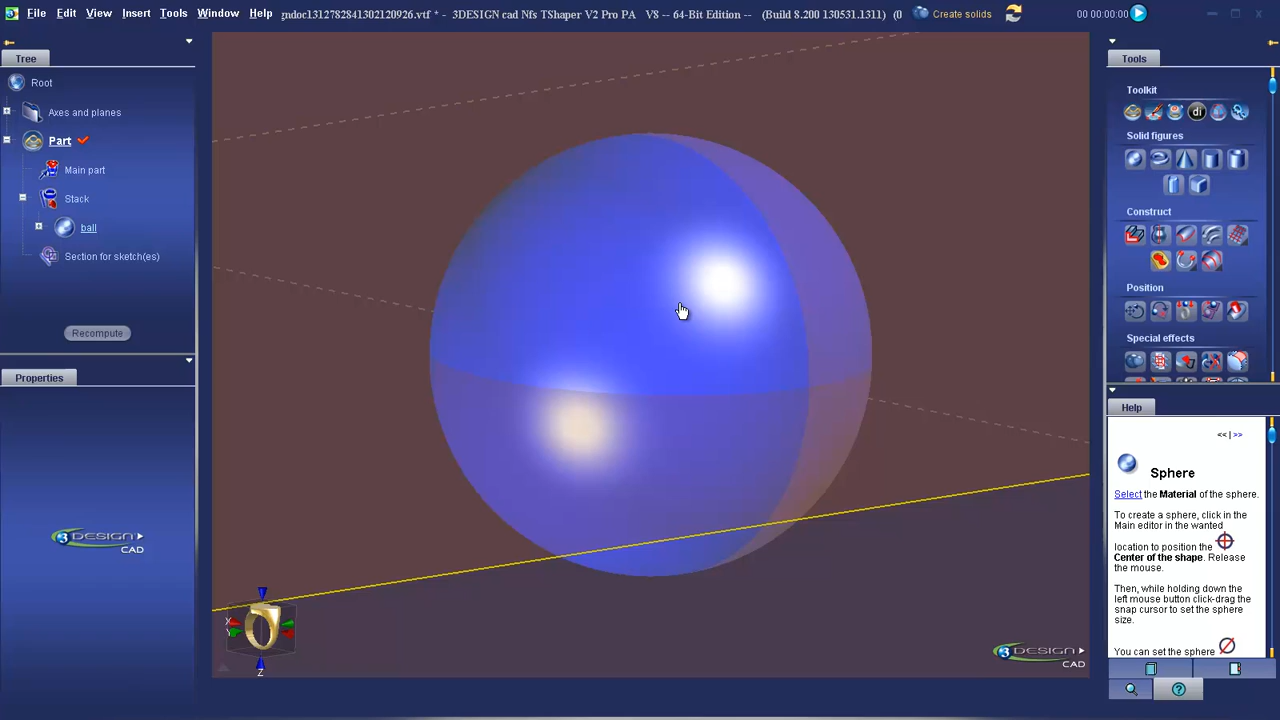 File Edit View Insert Tools Window Help gndoc1312782841302120926.vtf * - 3DESIGN cad Nfs TShaper V2 Pro PA V8 -- 64-Bit Edition -- (Build 8.200 130531.1311) (0 Create solids 00 00:00:00
Tree
Root
Axes and planes
Part
Main part
Stack
ball
Section for sketch(es)
Recompute
Properties
3DESIGN
CAD
X
Y
Z
3DESIGN
CAD
Tools
Toolkit
di
Solid figures
Construct
Position
Special effects
Help
<< | >>
Sphere
Select the Material of the sphere.
To create a sphere, click in the
Main editor in the wanted
location to position the
Center of the shape. Release
the mouse.
Then, while holding down the
left mouse button click-drag the
snap cursor to set the sphere
size.
You can set the sphere